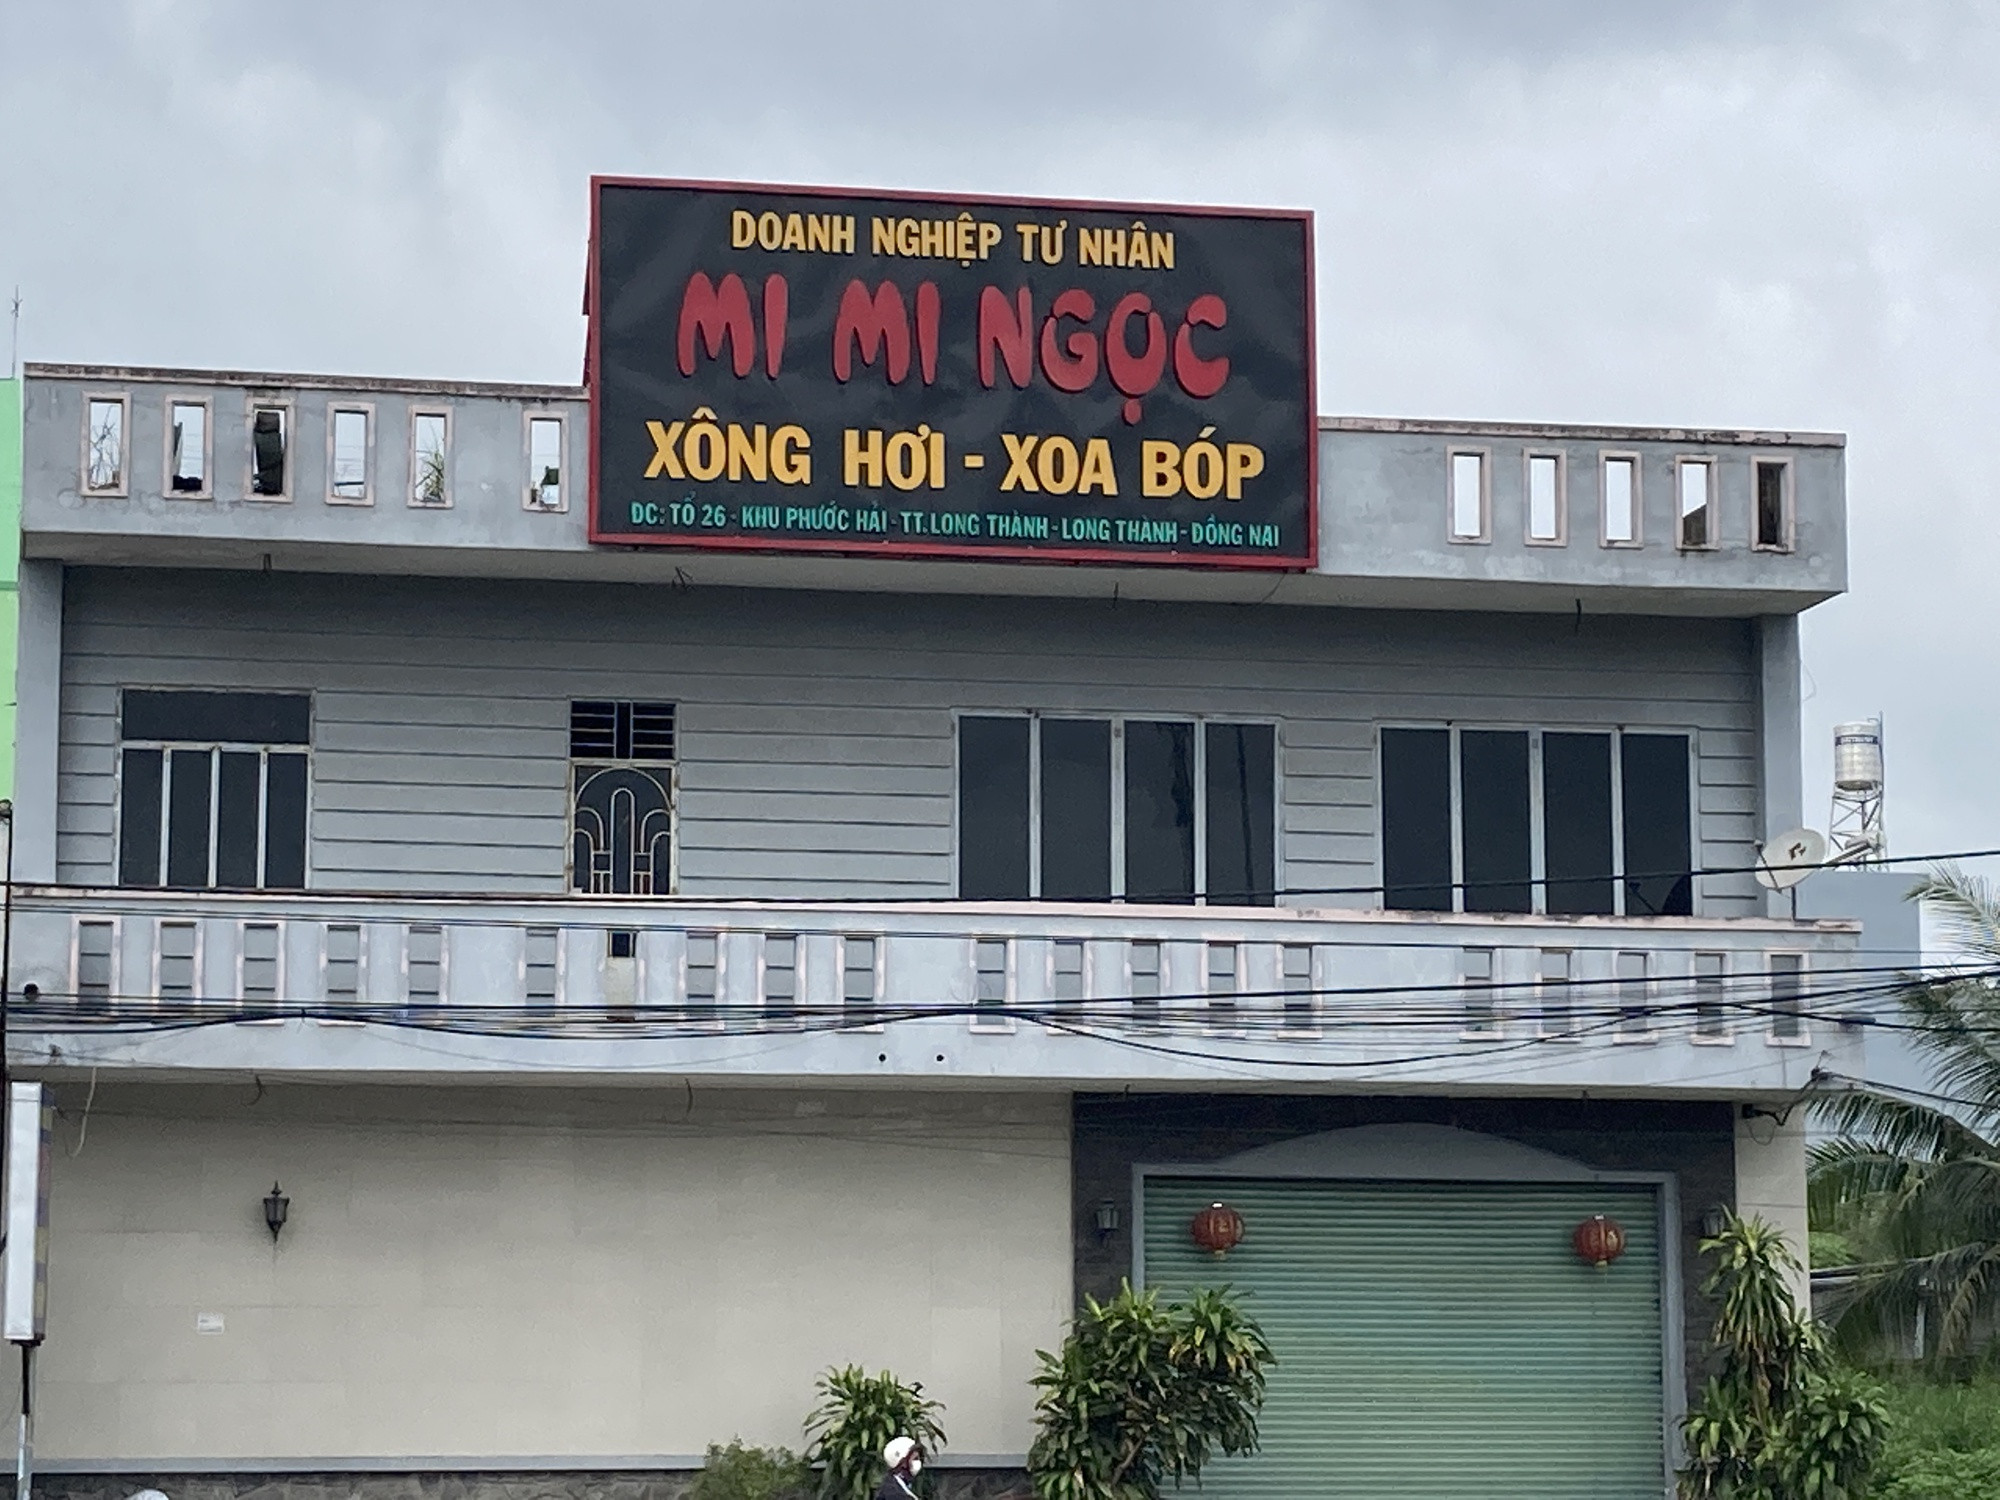 DOANH NGHIỆP TƯ NHÂN
MI MI NGỌC
XÔNG HƠI - XOA BÓP
ĐC: TỔ 26 - KHU PHƯỚC HẢI - TT.LONG THÀNH - LONG THÀNH - ĐỒNG NAI